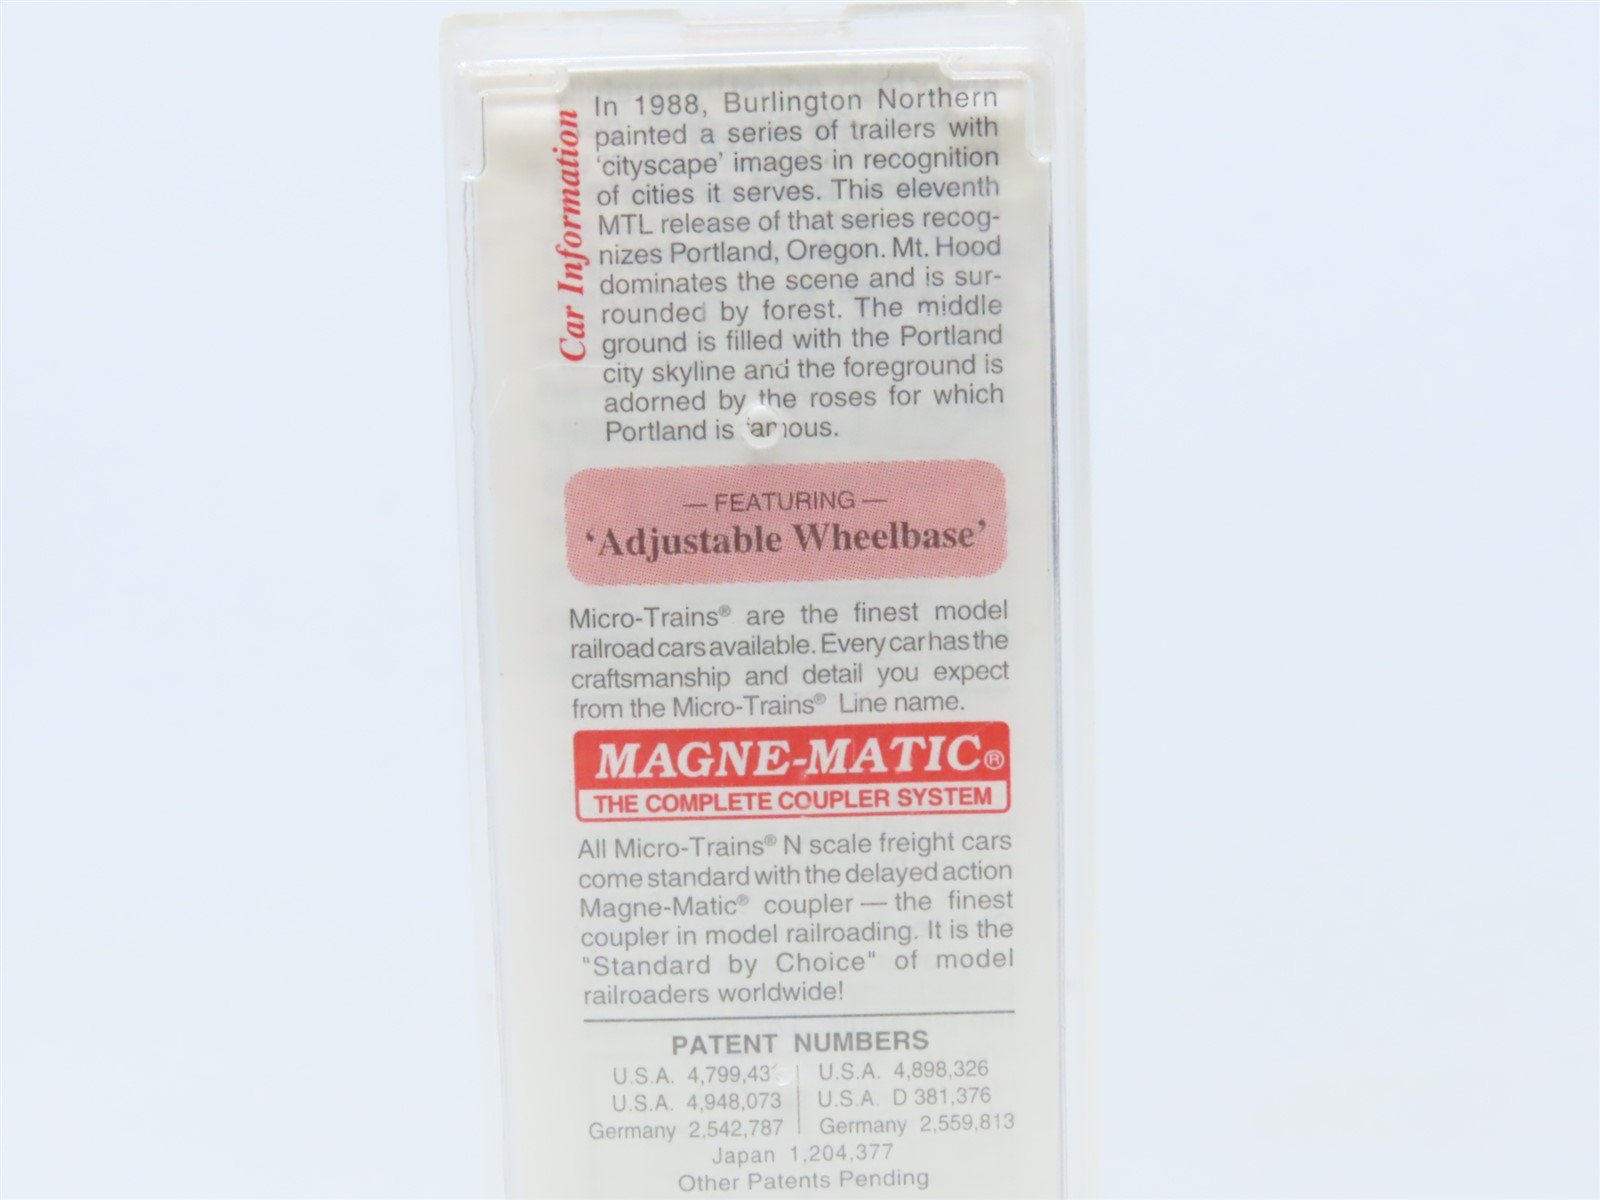 Car Information
In 1988, Burlington Northern
painted a series of trailers with
'cityscape' images in recognition
of cities it serves. This eleventh
MTL release of that series recog-
nizes Portland, Oregon. Mt. Hood
dominates the scene and is sur-
rounded by forest. The middle
ground is filled with the Portland
city skyline and the foreground is
adorned by the roses for which
Portland is famous.
— FEATURING —
'Adjustable Wheelbase'
Micro-Trains® are the finest model
railroad cars available. Every car has the
craftsmanship and detail you expect
from the Micro-Trains® Line name.
MAGNE-MATIC®
THE COMPLETE COUPLER SYSTEM
All Micro-Trains® N scale freight cars
come standard with the delayed action
Magne-Matic® coupler — the finest
coupler in model railroading. It is the
"Standard by Choice" of model
railroaders worldwide!
PATENT NUMBERS
U.S.A. U.S.A. 4,898,326
U.S.A. 4,948,073 U.S.A. D 381,376
Germany 2,542,787 Germany 2,559,813
Japan 1,204,377
Other Patents Pending